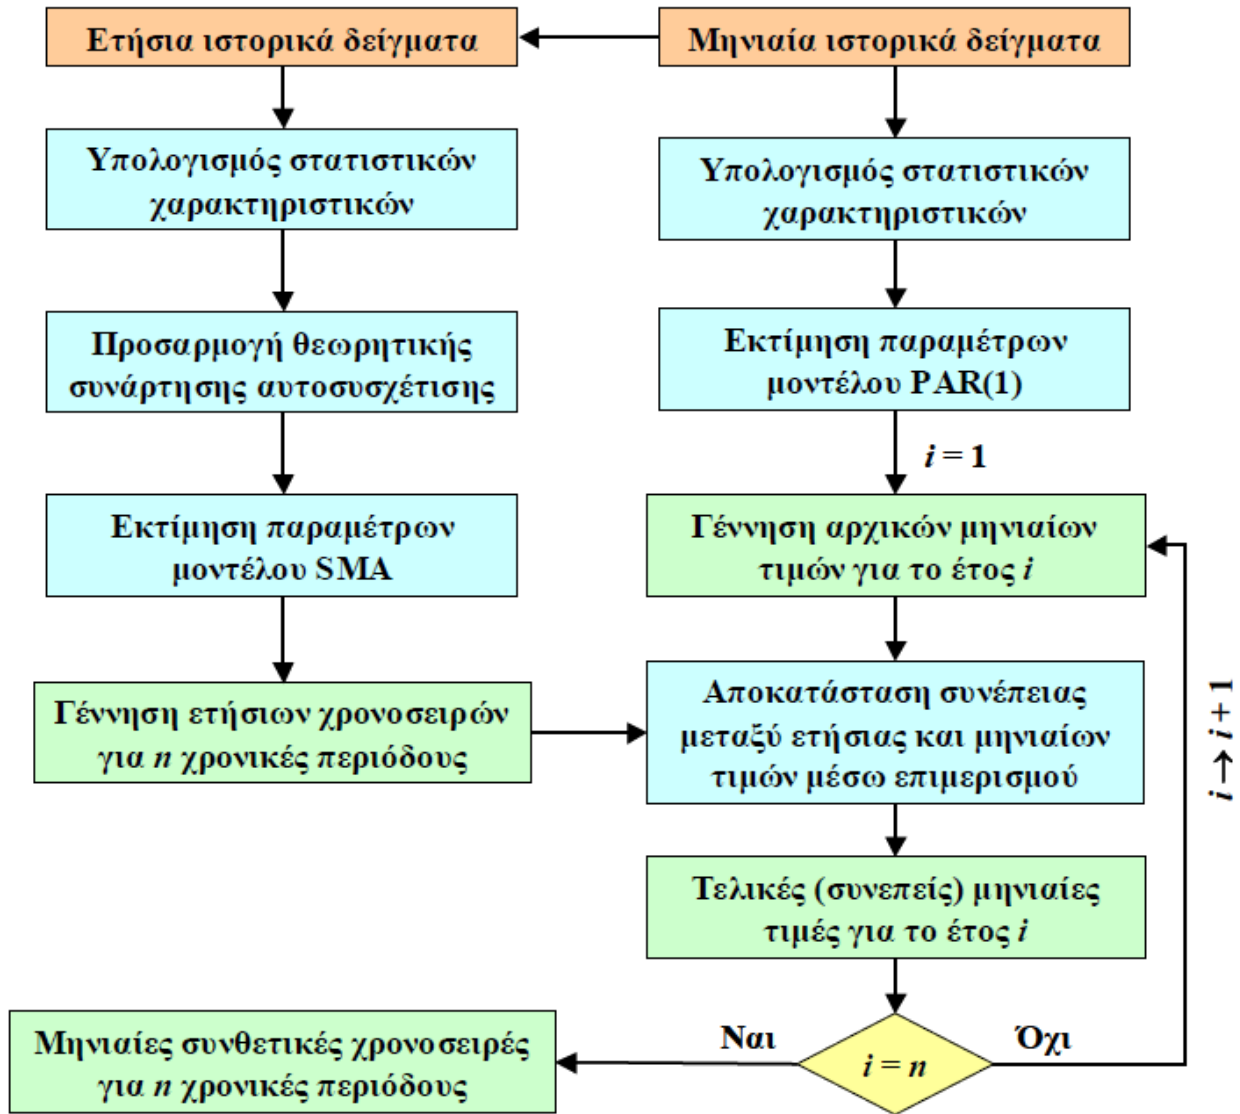 Ετήσια ιστορικά δείγματα
Μηνιαία ιστορικά δείγματα
Υπολογισμός στατιστικών
χαρακτηριστικών
Υπολογισμός στατιστικών
χαρακτηριστικών
Προσαρμογή θεωρητικής
συνάρτησης αυτοσυσχέτισης
Εκτίμηση παραμέτρων
μοντέλου PAR(1)
i = 1
Εκτίμηση παραμέτρων
μοντέλου SMA
Γέννηση αρχικών μηνιαίων
τιμών για το έτος i
Γέννηση ετήσιων χρονοσειρών
για n χρονικές περιόδους
Αποκατάσταση συνέπειας
μεταξύ ετήσιας και μηνιαίων
τιμών μέσω επιμερισμού
i → i + 1
Τελικές (συνεπείς) μηνιαίες
τιμές για το έτος i
Μηνιαίες συνθετικές χρονοσειρές
για n χρονικές περιόδους
Ναι
i = n
Όχι